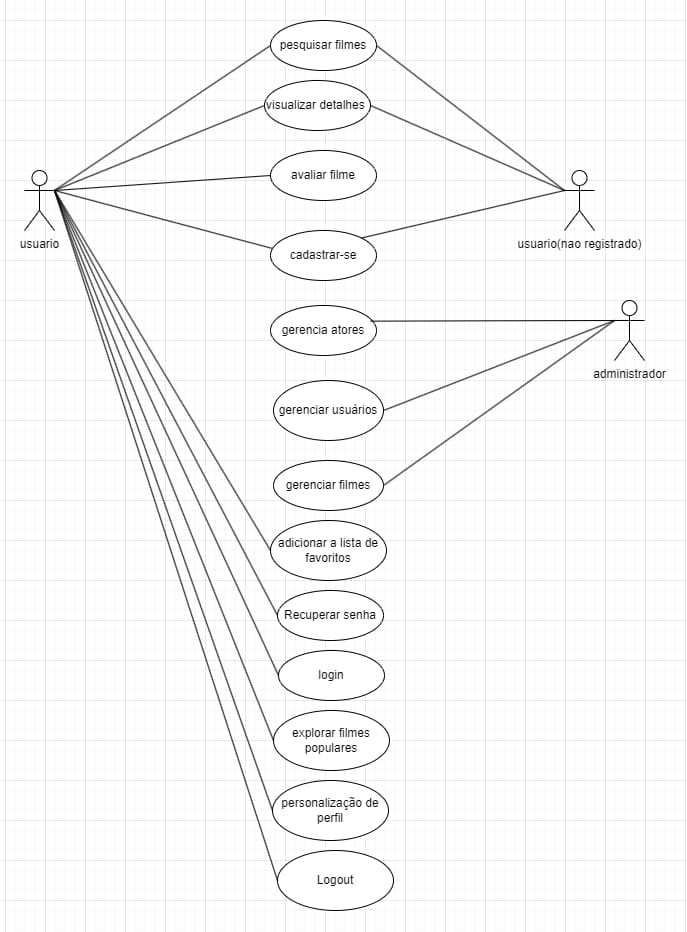 pesquisar filmes
visualizar detalhes
avaliar filme
usuario
usuario(nao registrado)
cadastrar-se
gerencia atores
administrador
gerenciar usuários
gerenciar filmes
adicionar a lista de
favoritos
Recuperar senha
login
explorar filmes
populares
personalização de
perfil
Logout